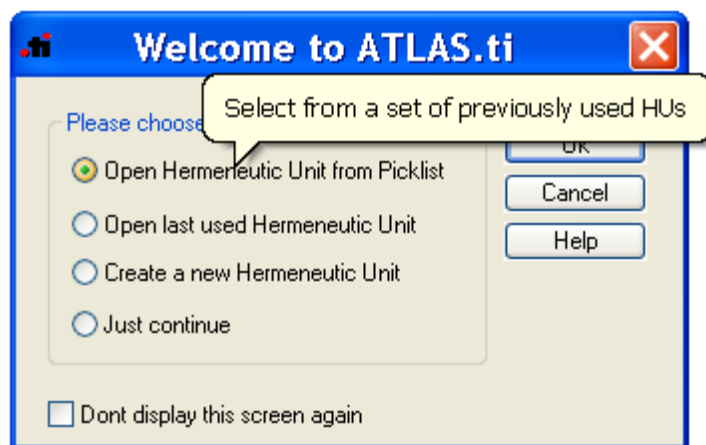 .ti Welcome to ATLAS.ti
Select from a set of previously used HUs
Please choose
OK
Open Hermeneutic Unit from Picklist
Cancel
Open last used Hermeneutic Unit
Help
Create a new Hermeneutic Unit
Just continue
Dont display this screen again